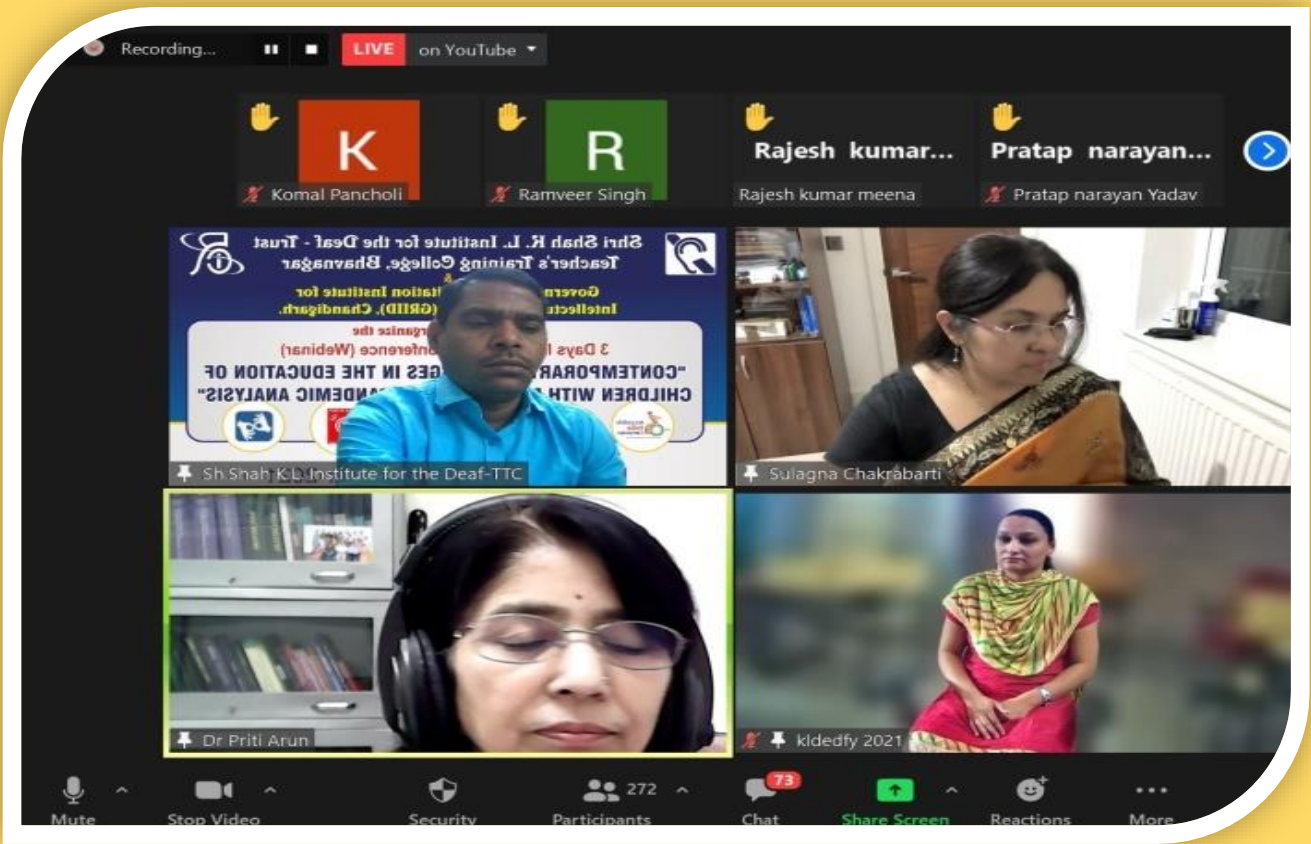 Recording...
LIVE on YouTube
K
R
Rajesh kumar...
Pratap narayan...
Komal Pancholi
Ramveer Singh
Rajesh kumar meena
Pratap narayan Yadav
Shri Shah K. L. Institute for the Deaf - Trust
Teacher's Training College, Bhavnagar
&
Institute for
(GRIID), Chandigarh.
the
3 Days (Webinar)
"CONTEMPORARY IN THE EDUCATION OF
CHILDREN WITH ANALYSIS"
Sh.Shah K.L. Institute for the Deaf-TTC
Sulagna Chakrabarti
Dr Priti Arun
kldedfy 2021
Mute
Stop Video
Security
272
Participants
73
Chat
Share Screen
Reactions
More